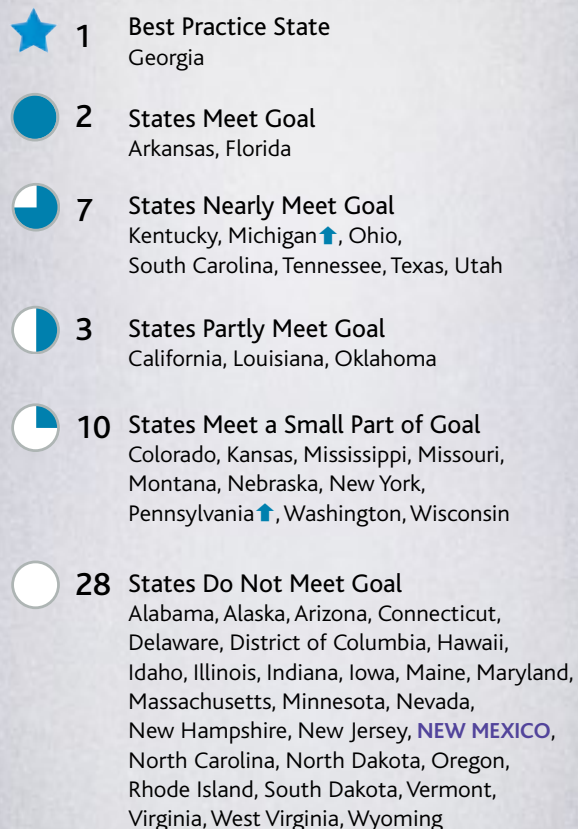 1 Best Practice State
Georgia
2 States Meet Goal
Arkansas, Florida
7 States Nearly Meet Goal
Kentucky, Michigan⬆, Ohio,
South Carolina, Tennessee, Texas, Utah
3 States Partly Meet Goal
California, Louisiana, Oklahoma
10 States Meet a Small Part of Goal
Colorado, Kansas, Mississippi, Missouri,
Montana, Nebraska, New York,
Pennsylvania⬆, Washington, Wisconsin
28 States Do Not Meet Goal
Alabama, Alaska, Arizona, Connecticut,
Delaware, District of Columbia, Hawaii,
Idaho, Illinois, Indiana, Iowa, Maine, Maryland,
Massachusetts, Minnesota, Nevada,
New Hampshire, New Jersey, NEW MEXICO,
North Carolina, North Dakota, Oregon,
Rhode Island, South Dakota, Vermont,
Virginia, West Virginia, Wyoming